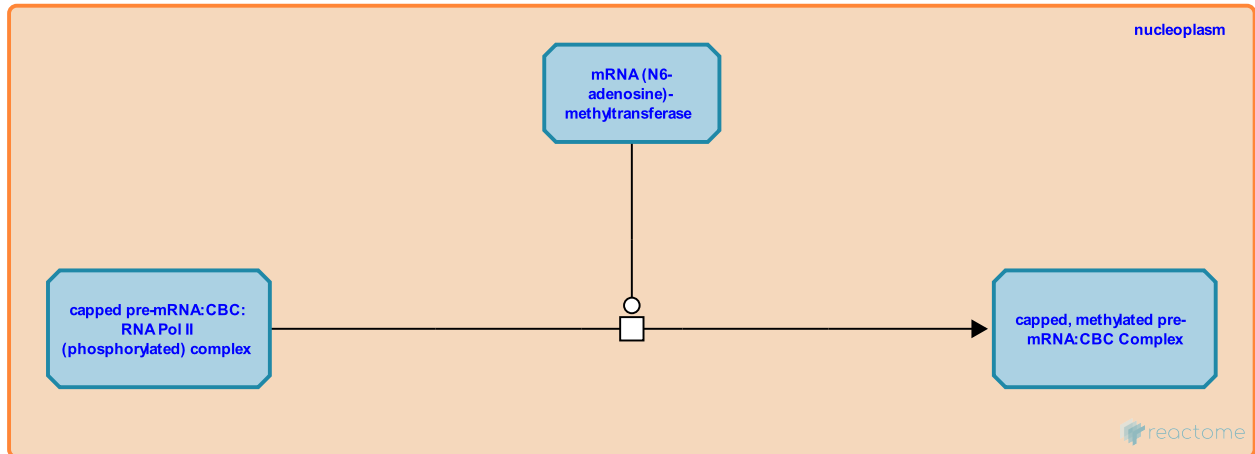 nucleoplasm
mRNA (N6-
adenosine)-
methyltransferase
capped pre-mRNA:CBC:
RNA Pol II
(phosphorylated) complex
capped, methylated pre-
mRNA:CBC Complex
reactome